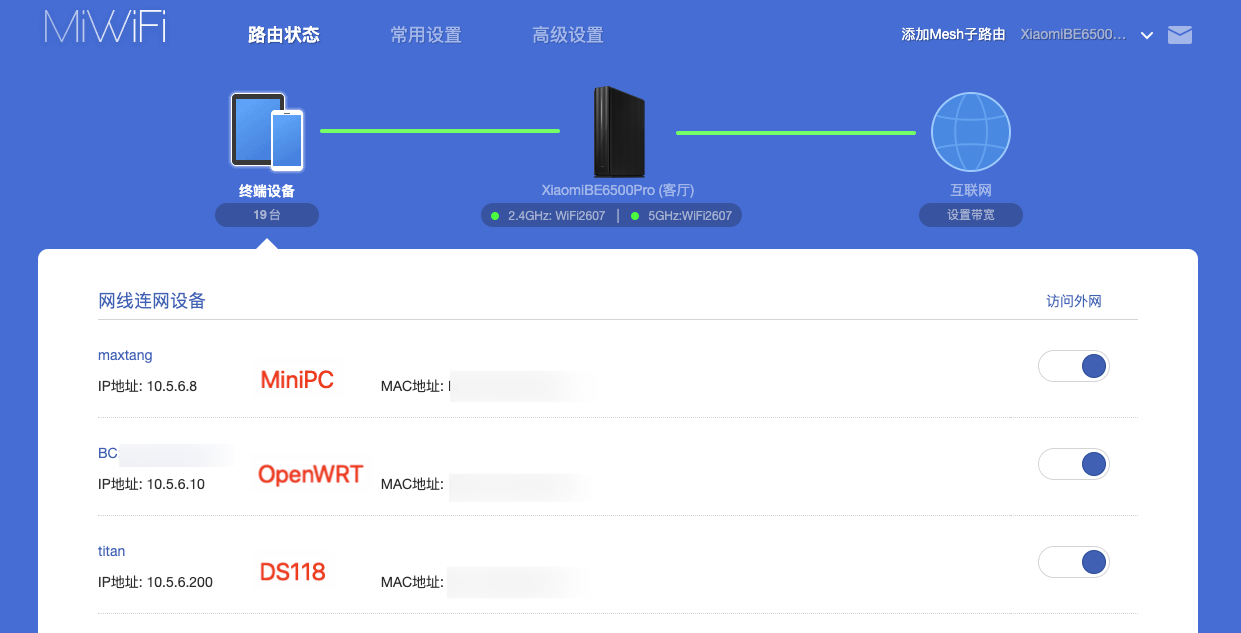 MiWiFi
路由状态 常用设置 高级设置 添加Mesh子路由 XiaomiBE6500...
终端设备 XiaomiBE6500Pro (客厅) 互联网
19台 2.4GHz: WiFi2607 | 5GHz:WiFi2607 设置带宽
网线连网设备 访问外网
maxtang
IP地址: 10.5.6.8 MiniPC MAC地址:
BC
IP地址: 10.5.6.10 OpenWRT MAC地址:
titan
IP地址: 10.5.6.200 DS118 MAC地址: